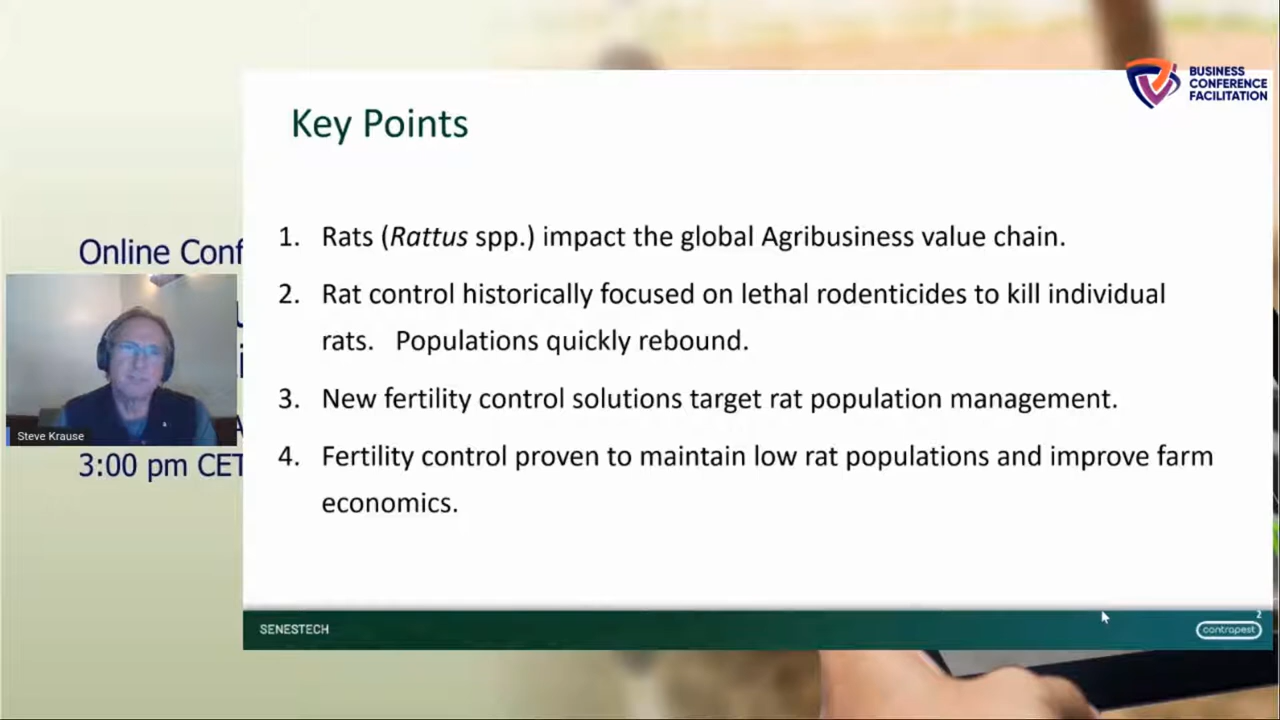 BUSINESS
CONFERENCE
FACILITATION
Key Points
1. Rats (Rattus spp.) impact the global Agribusiness value chain.
2. Rat control historically focused on lethal rodenticides to kill individual
rats. Populations quickly rebound.
3. New fertility control solutions target rat population management.
4. Fertility control proven to maintain low rat populations and improve farm
economics.
Online Conf
Steve Krause
3:00 pm CET
SENESTECH
2
contrapest